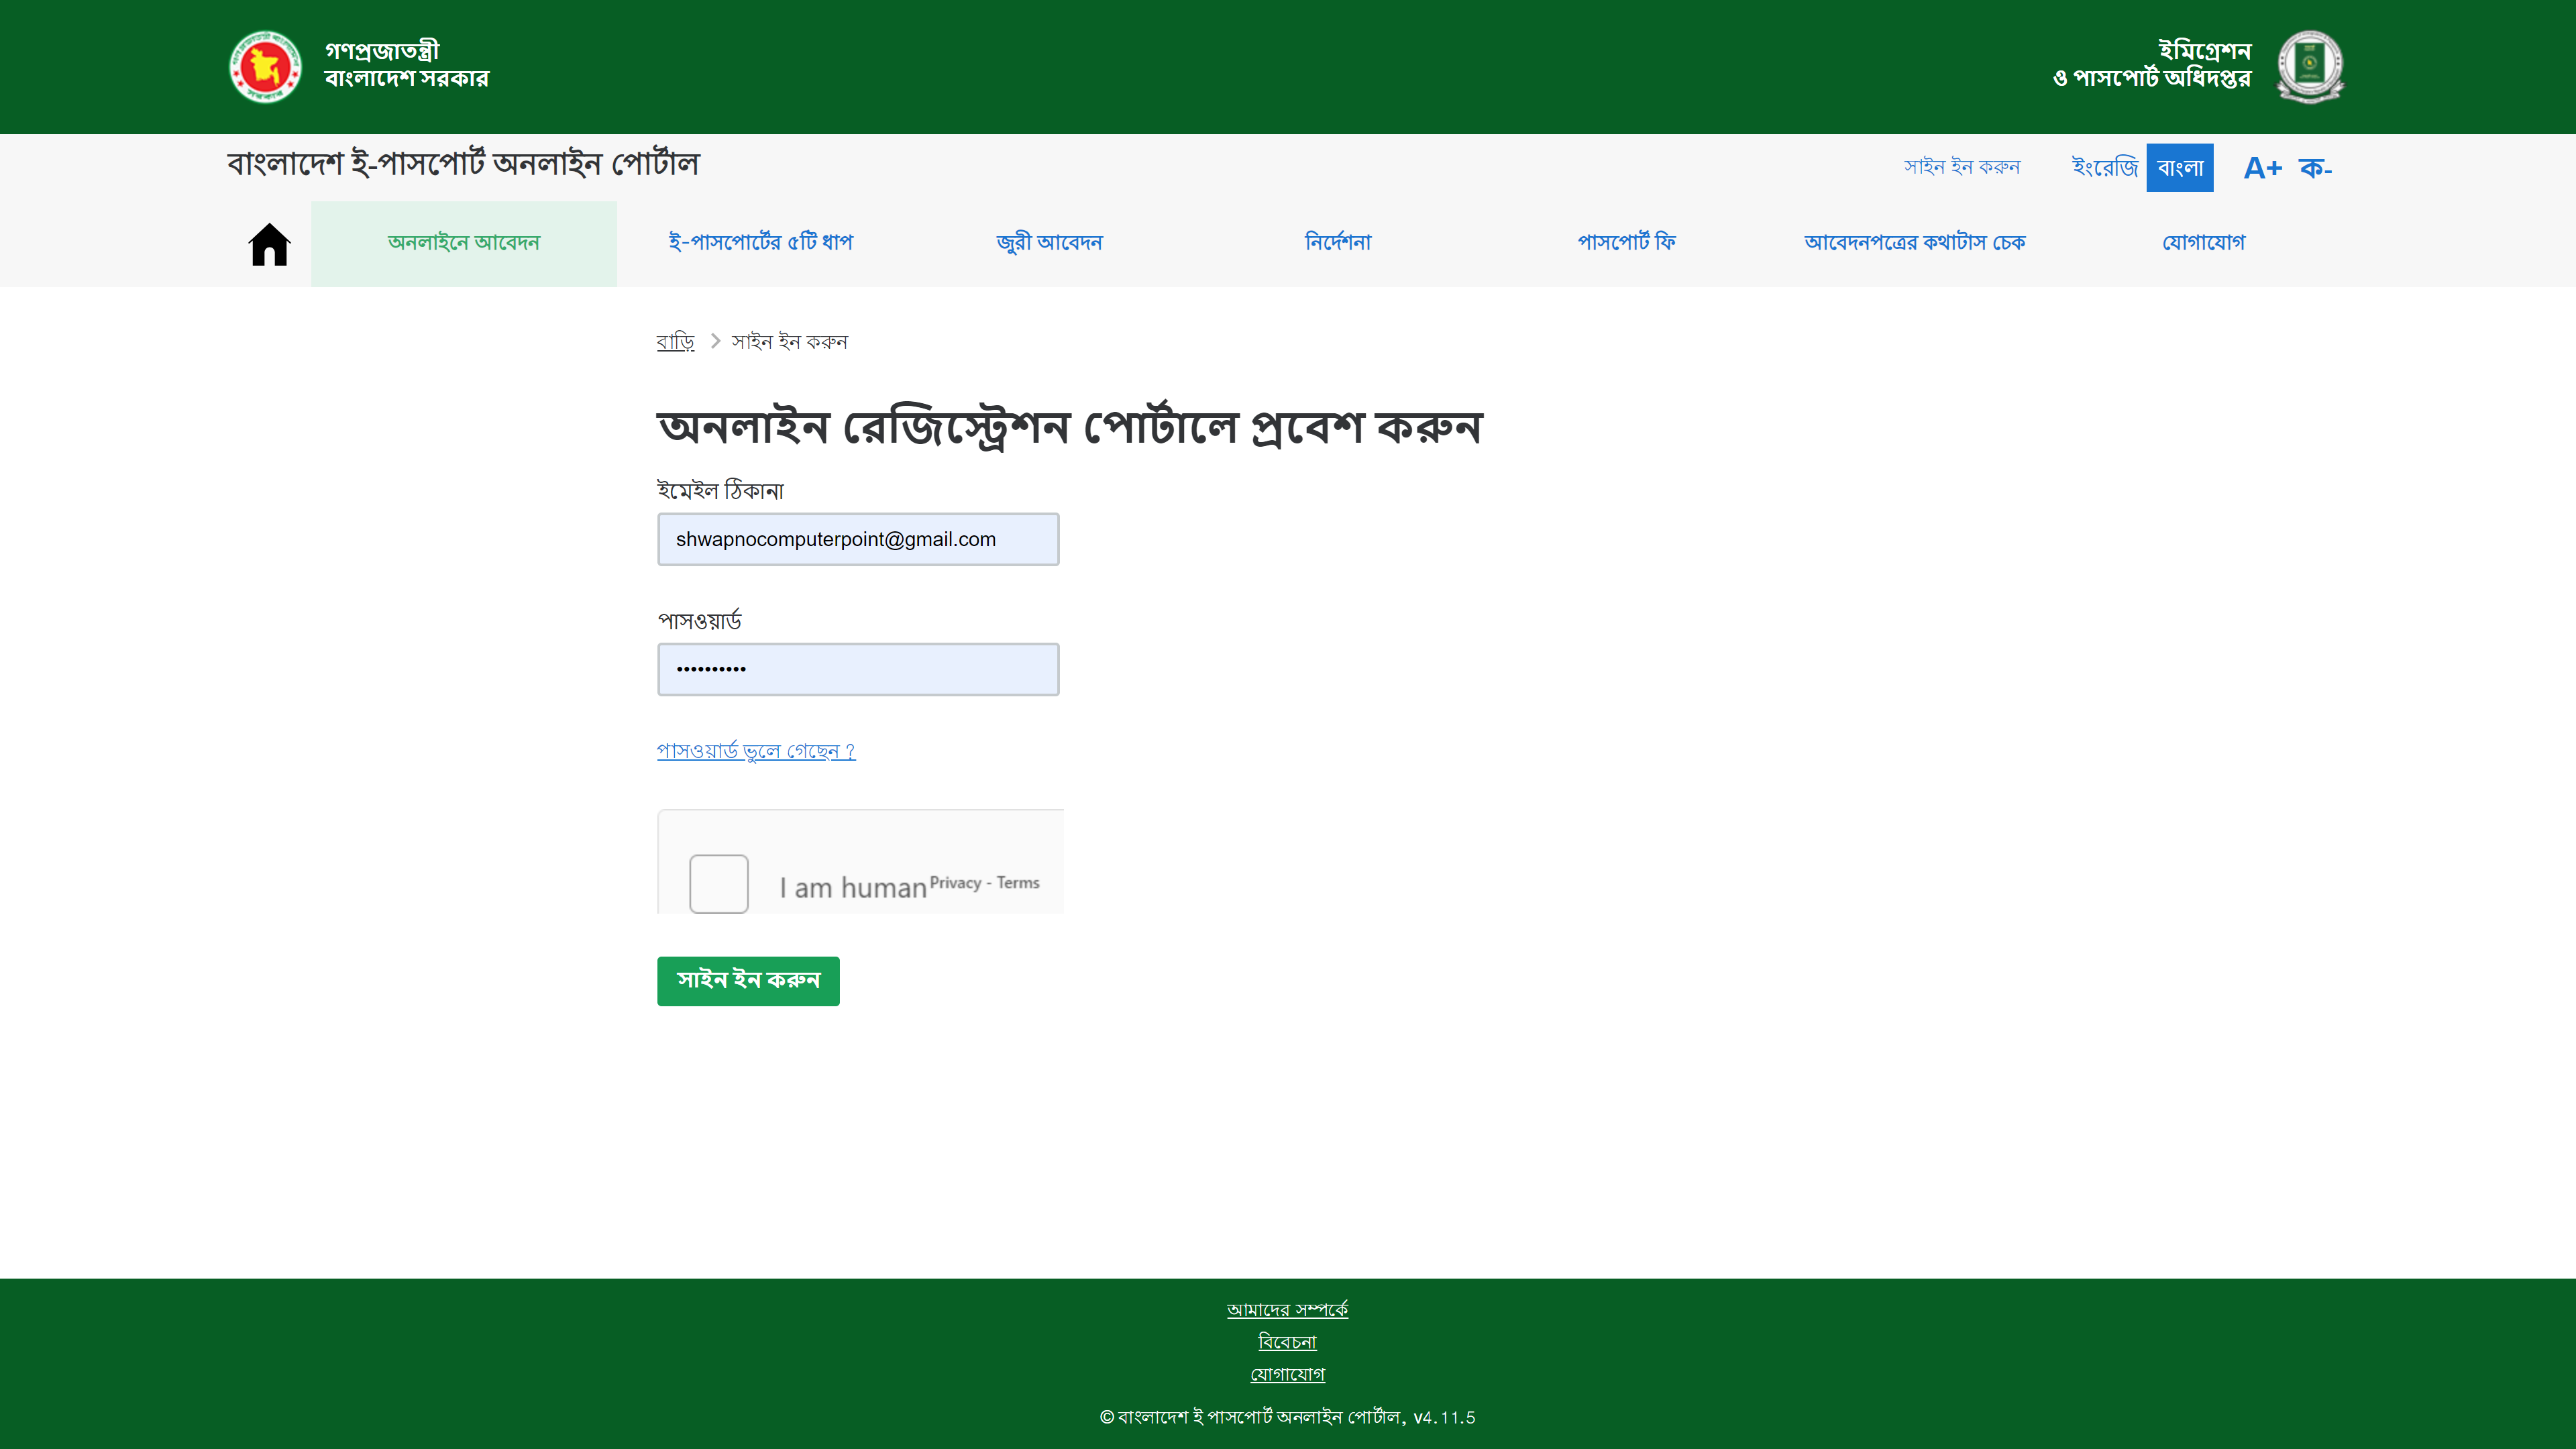 গণপ্রজাতন্ত্রী
বাংলাদেশ সরকার
ইমিগ্রেশন
ও পাসপোর্ট অধিদপ্তর
বাংলাদেশ ই-পাসপোর্ট অনলাইন পোর্টাল
সাইন ইন করুন
ইংরেজি বাংলা
A+ ক-
অনলাইনে আবেদন
ই-পাসপোর্টের ৫টি ধাপ
জুরী আবেদন
নির্দেশনা
পাসপোর্ট ফি
আবেদনপত্রের কথাটাস চেক
যোগাযোগ
বাড়ি > সাইন ইন করুন
অনলাইন রেজিস্ট্রেশন পোর্টালে প্রবেশ করুন
ইমেইল ঠিকানা
shwapnocomputerpoint@gmail.com
পাসওয়ার্ড
••••••••••
পাসওয়ার্ড ভুলে গেছেন ?
I am human Privacy - Terms
সাইন ইন করুন
আমাদের সম্পর্কে
বিবেচনা
যোগাযোগ
© বাংলাদেশ ই পাসপোর্ট অনলাইন পোর্টাল, v4.11.5